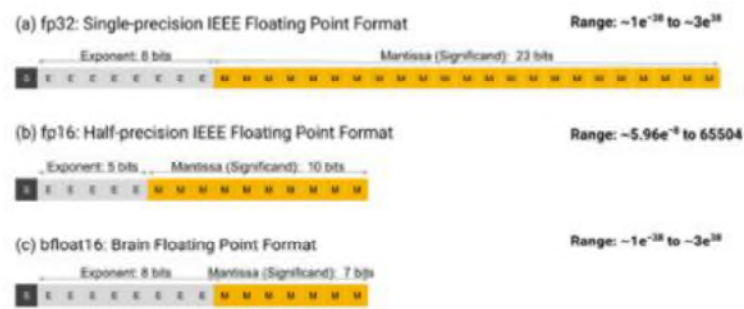 (a) fp32: Single-precision IEEE Floating Point Format Range: ~1e⁻³⁸ to ~3e³⁸
Exponent: 8 bits Mantissa (Significand): 23 bits
S E E E E E E E E M M M M M M M M M M M M M M M M M M M M M M M
(b) fp16: Half-precision IEEE Floating Point Format Range: ~5.96e⁻⁸ to 65504
Exponent: 5 bits Mantissa (Significand): 10 bits
S E E E E E M M M M M M M M M M
(c) bfloat16: Brain Floating Point Format Range: ~1e⁻³⁸ to ~3e³⁸
Exponent: 8 bits Mantissa (Significand): 7 bits
S E E E E E E E E M M M M M M M